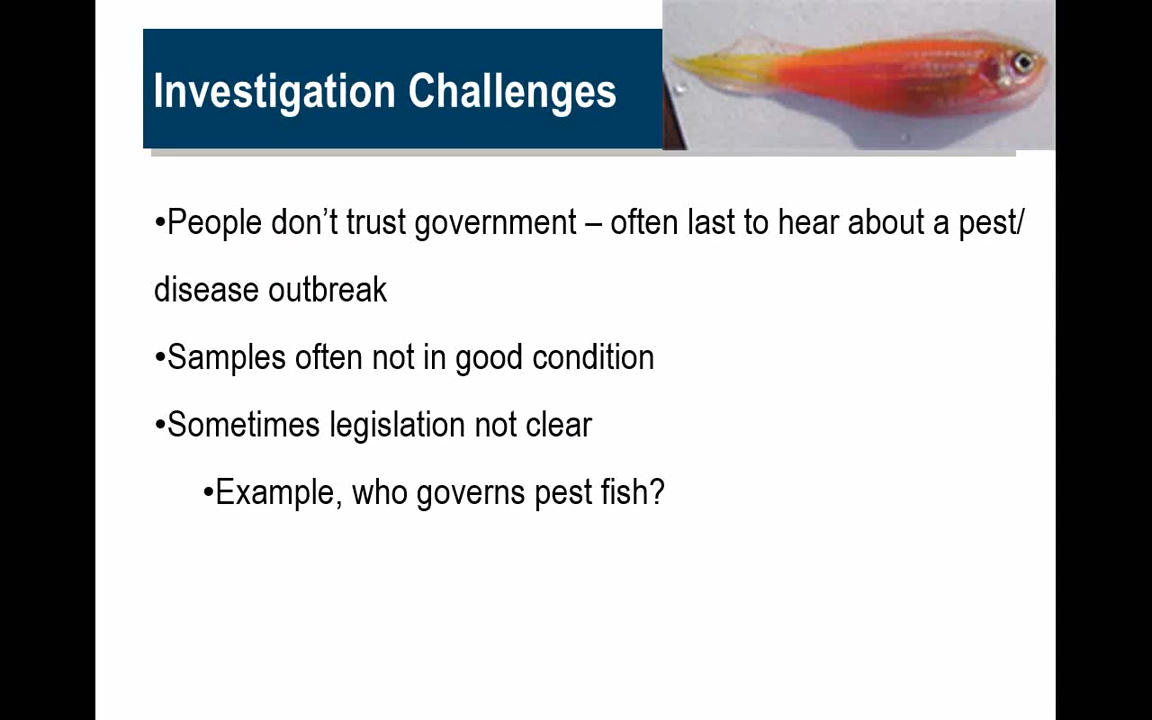 Investigation Challenges
•People don’t trust government – often last to hear about a pest/
disease outbreak
•Samples often not in good condition
•Sometimes legislation not clear
•Example, who governs pest fish?